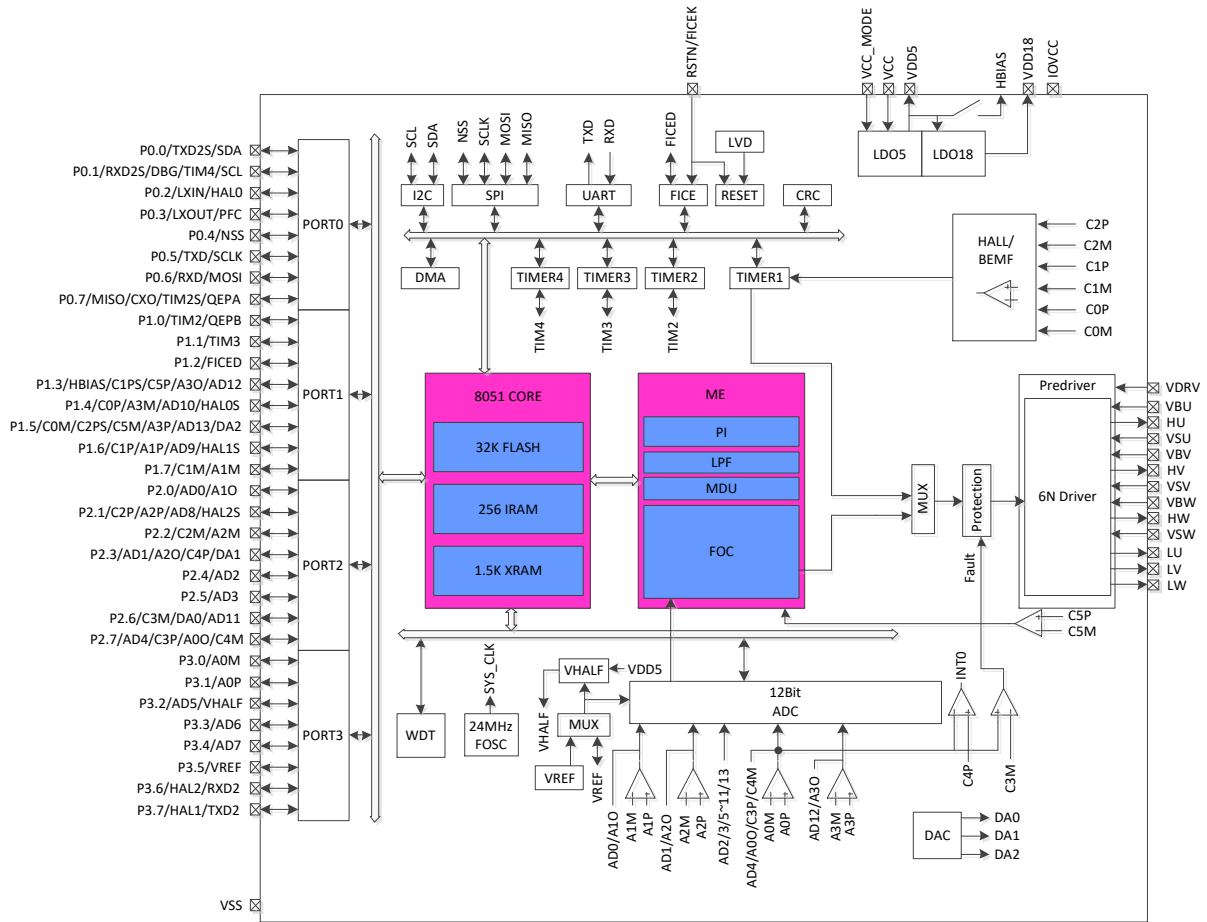 RSTN/FICEK
VCC_MODE
VCC
VDD5
HBIAS
VDD18
IOVCC
P0.0/TXD2S/SDA
P0.1/RXD2S/DBG/TIM4/SCL
P0.2/LXIN/HAL0
P0.3/LXOUT/PFC
P0.4/NSS
P0.5/TXD/SCLK
P0.6/RXD/MOSI
P0.7/MISO/CXO/TIM2S/QEPA
P1.0/TIM2/QEPB
P1.1/TIM3
P1.2/FICED
P1.3/HBIAS/C1PS/C5P/A3O/AD12
P1.4/C0P/A3M/AD10/HAL0S
P1.5/C0M/C2PS/C5M/A3P/AD13/DA2
P1.6/C1P/A1P/AD9/HAL1S
P1.7/C1M/A1M
P2.0/AD0/A1O
P2.1/C2P/A2P/AD8/HAL2S
P2.2/C2M/A2M
P2.3/AD1/A2O/C4P/DA1
P2.4/AD2
P2.5/AD3
P2.6/C3M/DA0/AD11
P2.7/AD4/C3P/A0O/C4M
P3.0/A0M
P3.1/A0P
P3.2/AD5/VHALF
P3.3/AD6
P3.4/AD7
P3.5/VREF
P3.6/HAL2/RXD2
P3.7/HAL1/TXD2
VSS
PORT0
PORT1
PORT2
PORT3
SCL
SDA
NSS
SCLK
MOSI
MISO
TXD
RXD
FICED
LVD
I2C
SPI
UART
FICE
RESET
CRC
DMA
TIMER4
TIMER3
TIMER2
TIMER1
TIM4
TIM3
TIM2
LDO5
LDO18
HALL/
BEMF
C2P
C2M
C1P
C1M
C0P
C0M
8051 CORE
32K FLASH
256 IRAM
1.5K XRAM
ME
PI
LPF
MDU
FOC
MUX
Protection
Fault
Predriver
6N Driver
VDRV
VBU
HU
VSU
VBV
HV
VSV
VBW
HW
VSW
LU
LV
LW
C5P
C5M
WDT
SYS_CLK
24MHz
FOSC
VHALF
VDD5
VHALF
MUX
VREF
VREF
12Bit
ADC
INT0
C4P
C3M
AD0/A1O
A1M
A1P
AD1/A2O
A2M
A2P
AD2/3/5~11/13
AD4/A0O/C3P/C4M
A0M
A0P
AD12/A3O
A3M
A3P
DAC
DA0
DA1
DA2